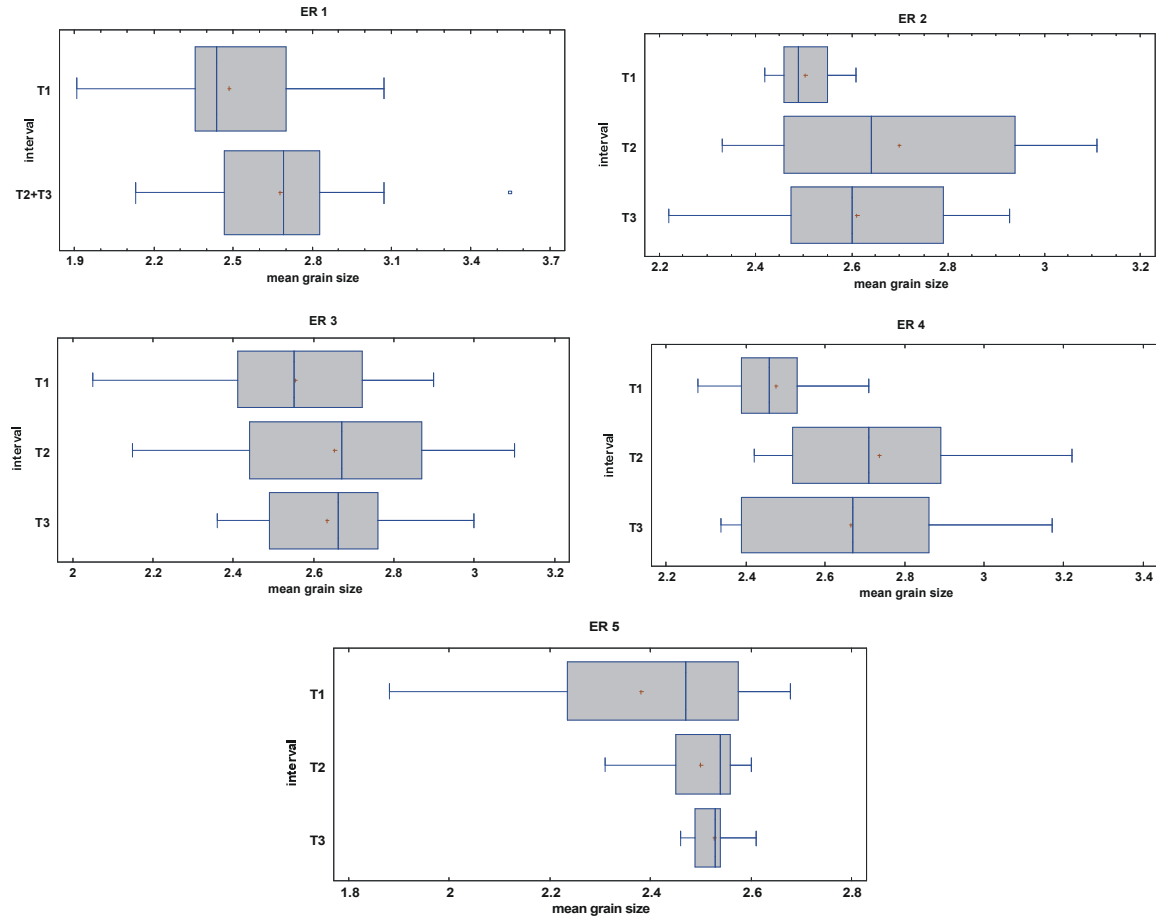 ER 1
T1
interval
T2+T3
1.9 2.2 2.5 2.8 3.1 3.4 3.7
mean grain size
ER 2
T1
interval
T2
T3
2.2 2.4 2.6 2.8 3 3.2
mean grain size
ER 3
T1
interval
T2
T3
2 2.2 2.4 2.6 2.8 3 3.2
mean grain size
ER 4
T1
interval
T2
T3
2.2 2.4 2.6 2.8 3 3.2 3.4
mean grain size
ER 5
T1
interval
T2
T3
1.8 2 2.2 2.4 2.6 2.8
mean grain size